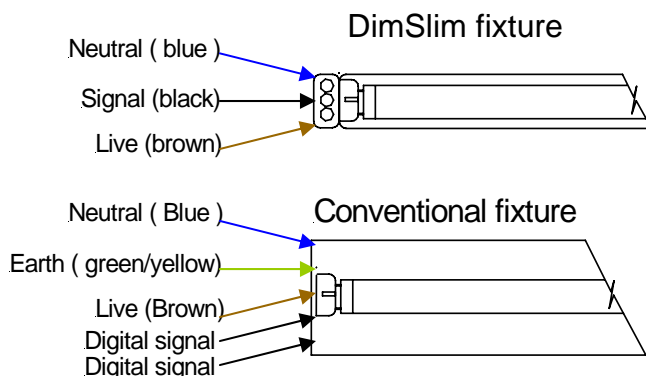 DimSlim fixture
Neutral ( blue )
Signal (black)
Live (brown)
Conventional fixture
Neutral ( Blue )
Earth ( green/yellow)
Live (Brown)
Digital signal
Digital signal